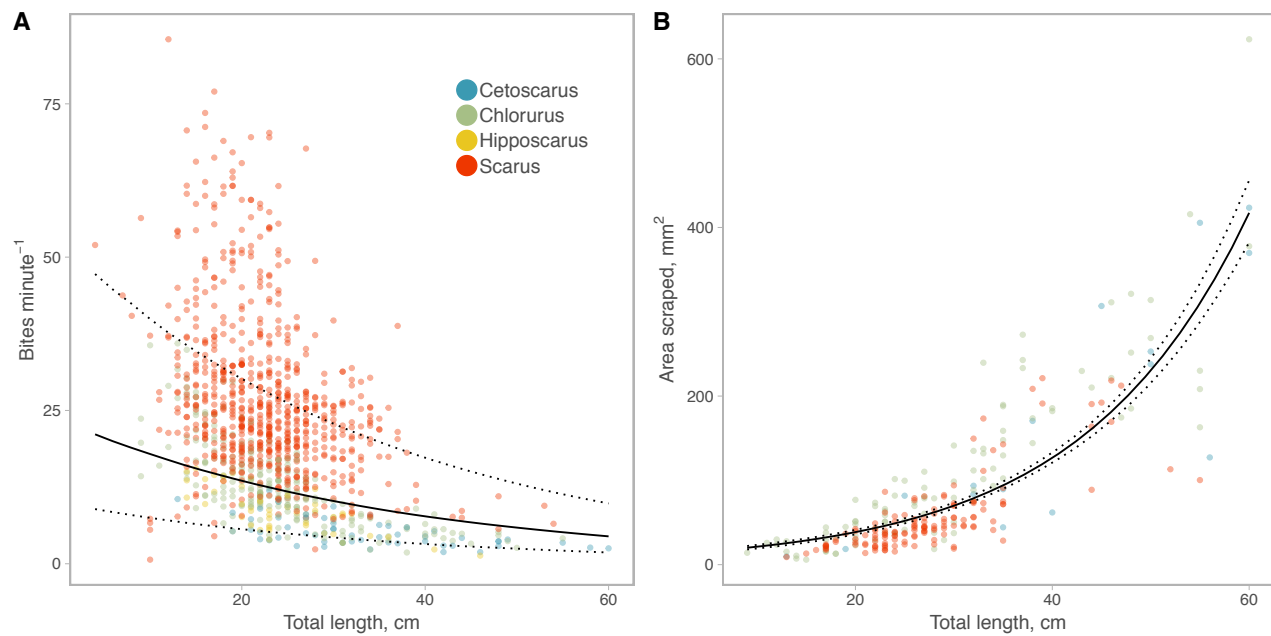 A
Bites minute⁻¹
75
50
25
0
20
40
60
Total length, cm
Cetoscarus
Chlorurus
Hipposcarus
Scarus
B
Area scraped, mm²
600
400
200
0
20
40
60
Total length, cm